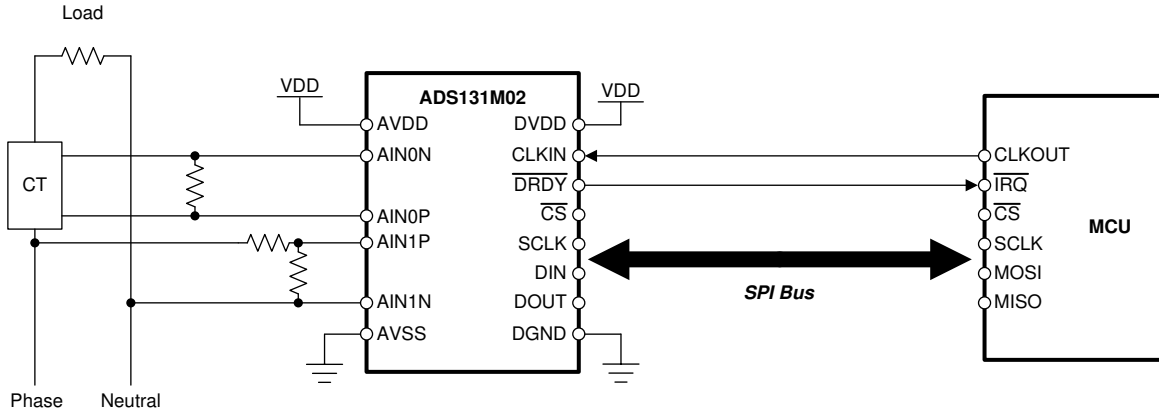 Load
VDD
ADS131M02
VDD
AVDD
DVDD
AIN0N
CLKIN
CLKOUT
CT
DRDY
IRQ
AIN0P
CS
CS
MCU
AIN1P
SCLK
SCLK
DIN
MOSI
SPI Bus
AIN1N
DOUT
MISO
AVSS
DGND
Phase
Neutral